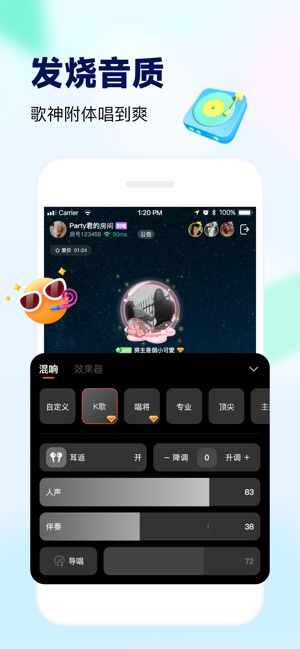 发烧音质
歌神附体唱到爽
Carrier 1:20 PM 100%
Party君的房间
房号123456 50ms 公告
爱你 01:24
房主是個小可愛
混响 效果器
自定义 K歌 唱将 专业 顶尖 主
耳返 开 － 降调 0 升调 +
人声 83
伴奏 38
导唱 72